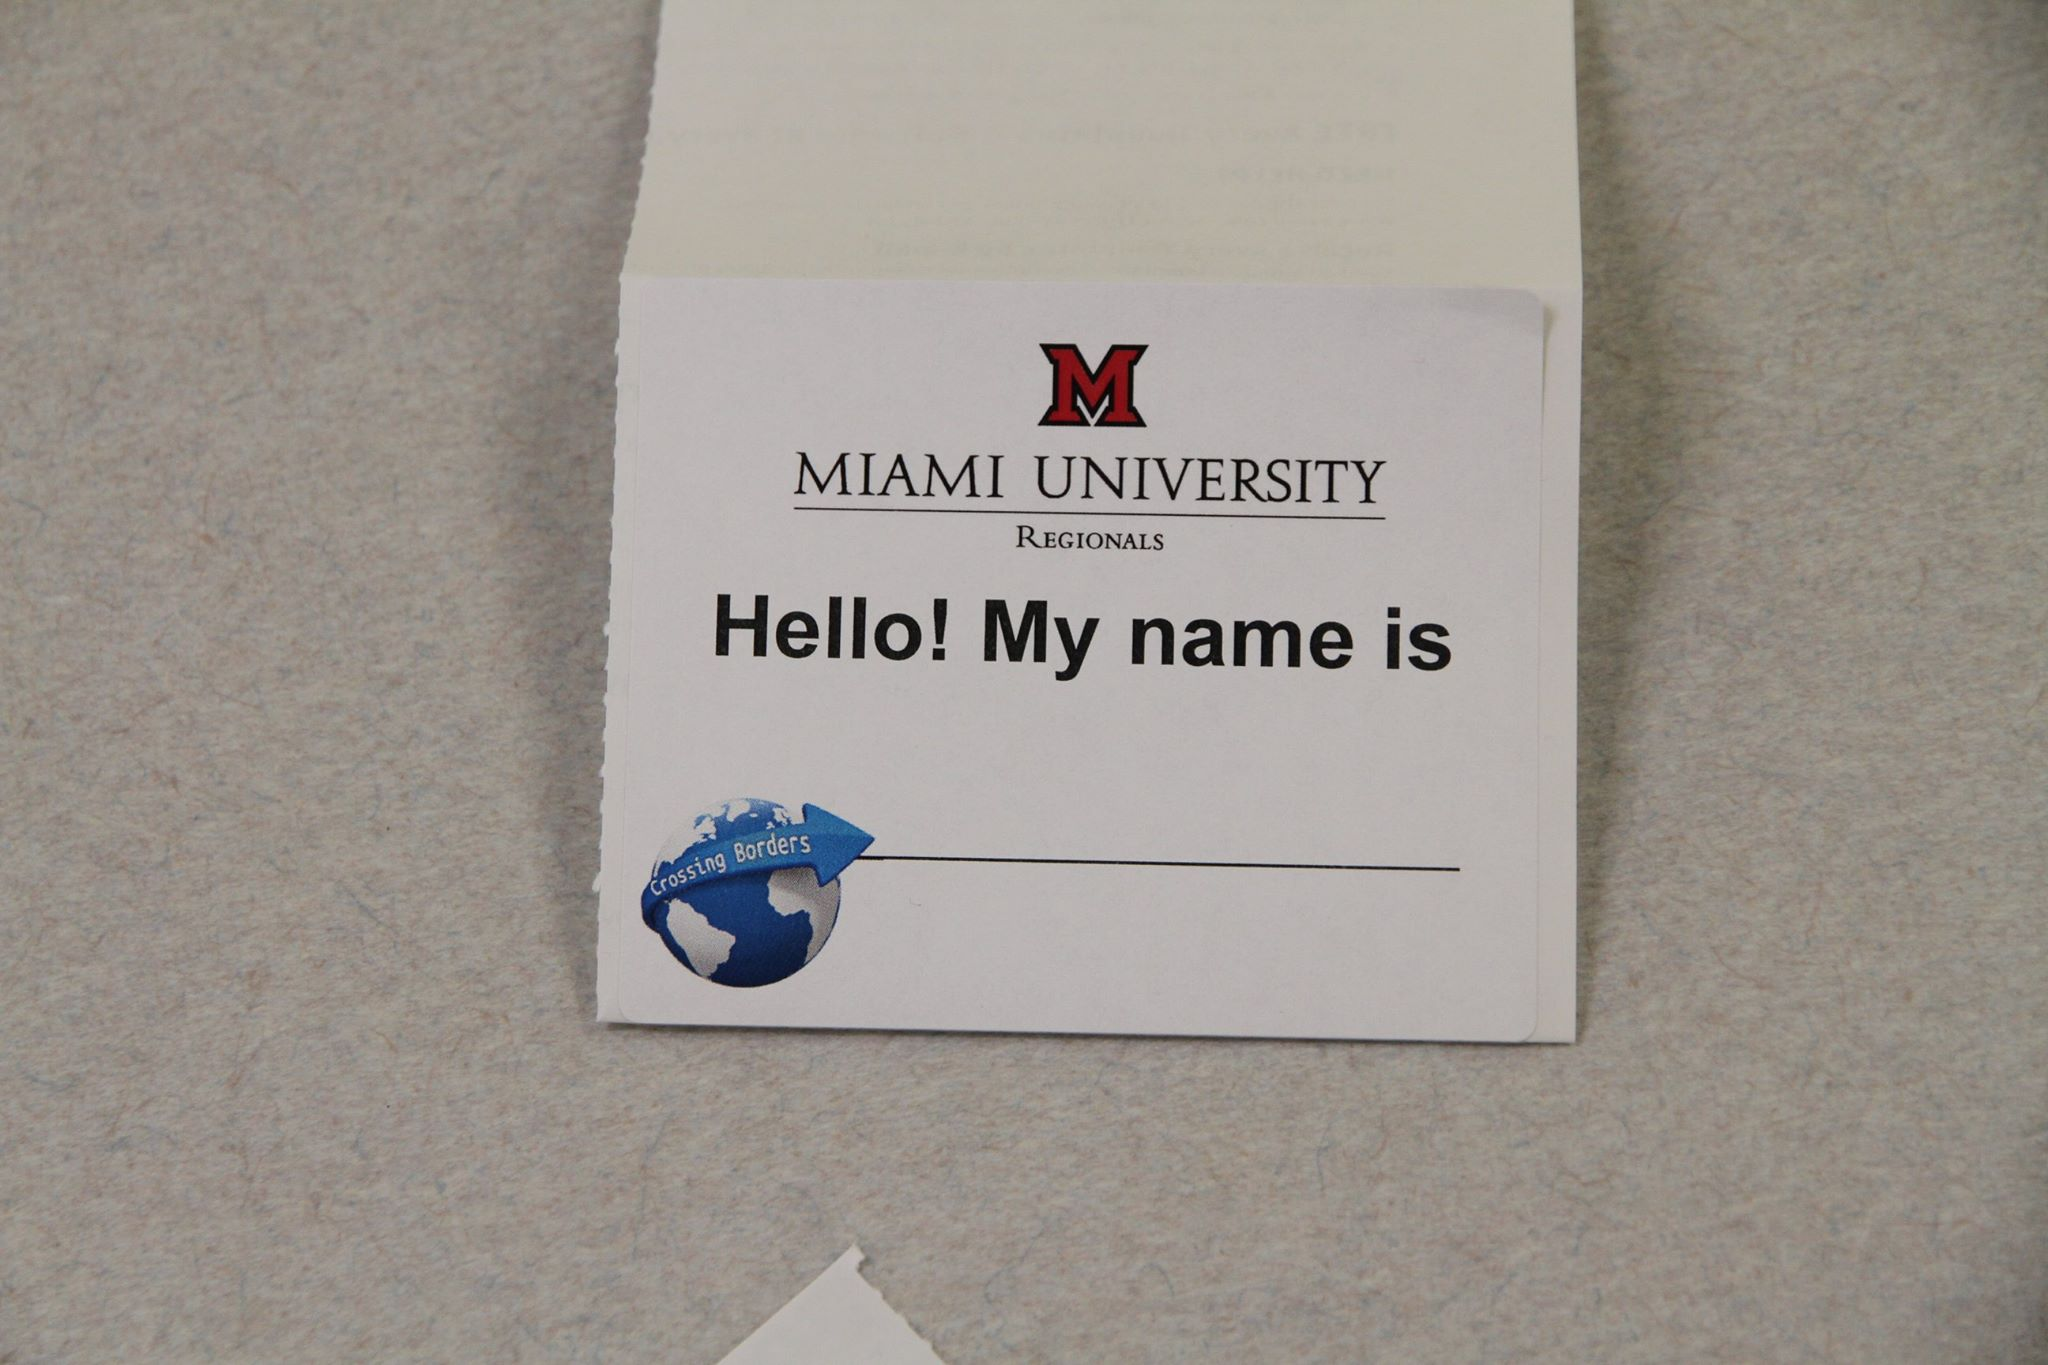 M
MIAMI UNIVERSITY
REGIONALS
Hello! My name is
Crossing Borders